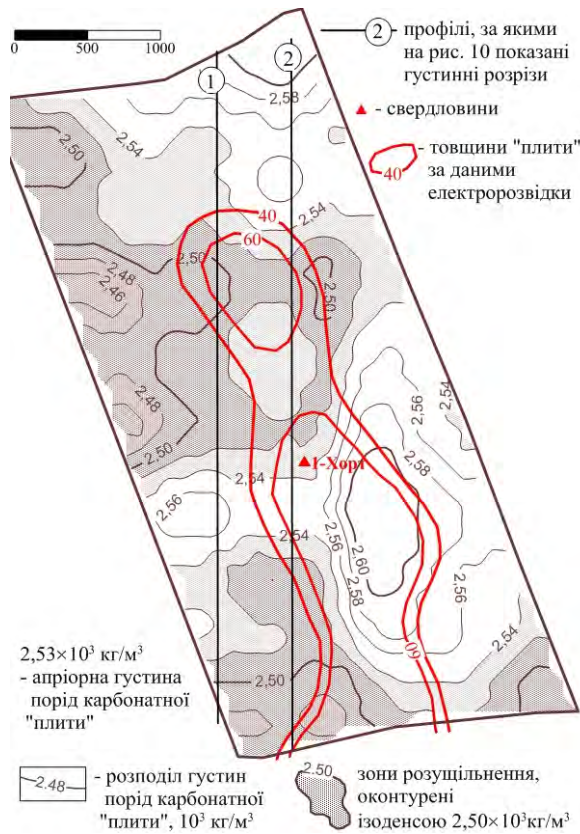 0 500 1000
2
профілі, за якими
на рис. 10 показані
густинні розрізи
- свердловини
- товщини "плити"
за даними
електророзвідки
40
1
2
2,58
2,54
2,50
2,54
40
60
2,50
2,50
2,48
2,46
2,48
2,50
2,56
2,54
2,58
1-Хорт
2,54
2,56
2,54
2,56
2,58
2,60
2,56
2,54
60
2,50
2,53×10³ кг/м³
- апріорна густина
порід карбонатної
"плити"
2.48
- розподіл густин
порід карбонатної
"плити", 10³ кг/м³
2.50
зони розущільнення,
оконтурені
ізоденсою 2,50×10³кг/м³